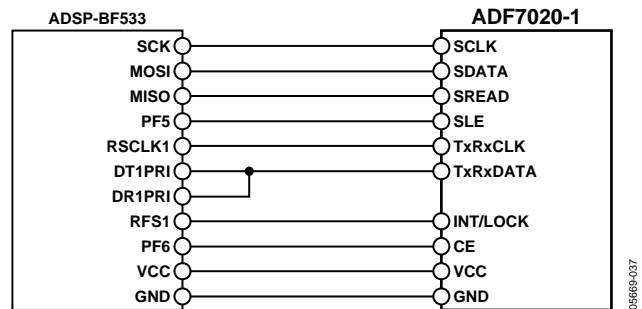 ADSP-BF533 ADF7020-1
SCK SCLK
MOSI SDATA
MISO SREAD
PF5 SLE
RSCLK1 TxRxCLK
DT1PRI TxRxDATA
DR1PRI
RFS1 INT/LOCK
PF6 CE
VCC VCC
GND GND
05669-037